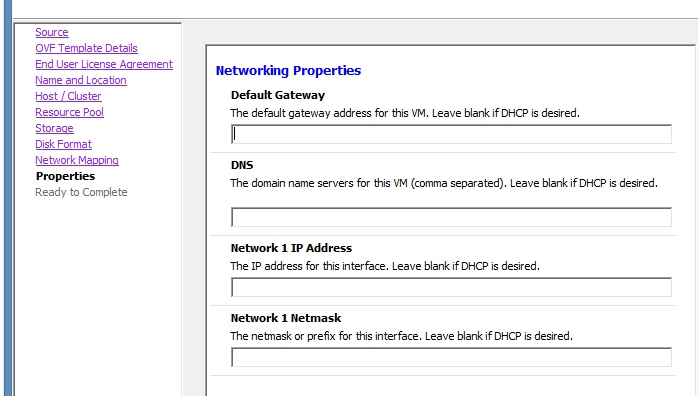 Source
OVF Template Details
End User License Agreement
Name and Location
Host / Cluster
Resource Pool
Storage
Disk Format
Network Mapping
Properties
Ready to Complete
Networking Properties
Default Gateway
The default gateway address for this VM. Leave blank if DHCP is desired.
DNS
The domain name servers for this VM (comma separated). Leave blank if DHCP is desired.
Network 1 IP Address
The IP address for this interface. Leave blank if DHCP is desired.
Network 1 Netmask
The netmask or prefix for this interface. Leave blank if DHCP is desired.